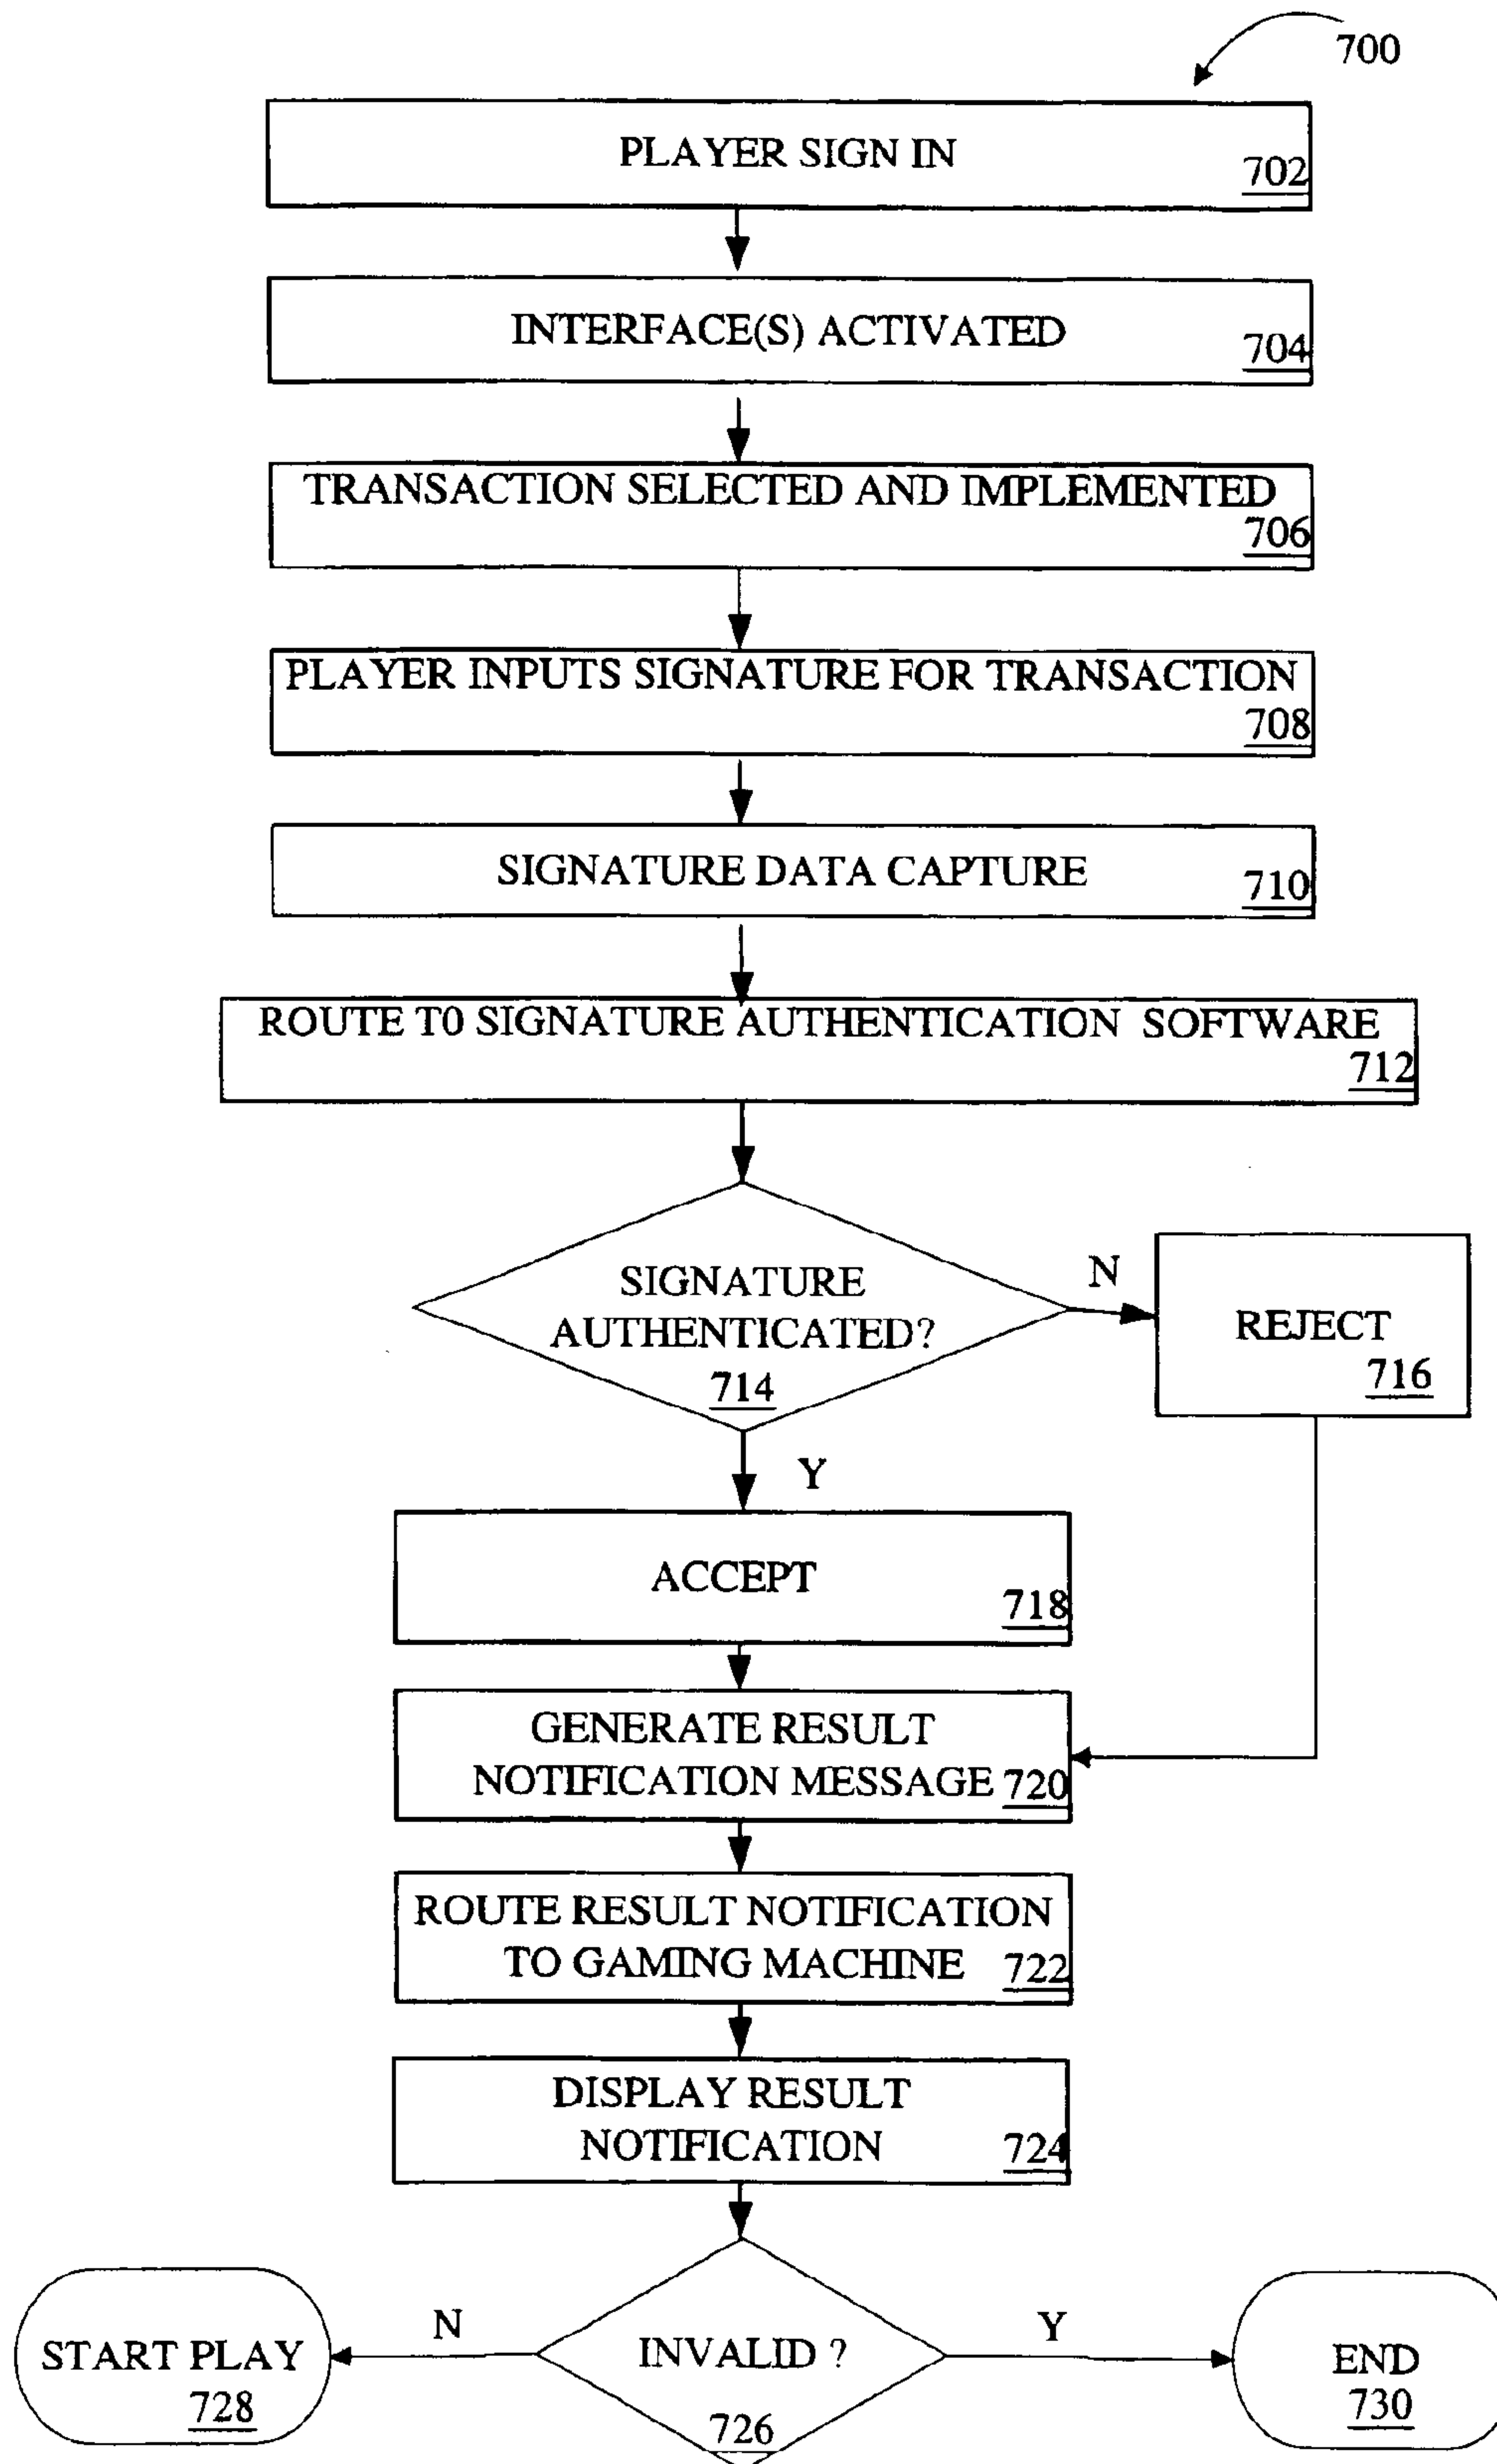 700
PLAYER SIGN IN
702
INTERFACE(S) ACTIVATED
704
TRANSACTION SELECTED AND IMPLEMENTED
706
PLAYER INPUTS SIGNATURE FOR TRANSACTION
708
SIGNATURE DATA CAPTURE
710
ROUTE TO SIGNATURE AUTHENTICATION SOFTWARE
712
SIGNATURE
AUTHENTICATED?
714
N
REJECT
716
Y
ACCEPT
718
GENERATE RESULT
NOTIFICATION MESSAGE 720
ROUTE RESULT NOTIFICATION
TO GAMING MACHINE 722
DISPLAY RESULT
NOTIFICATION 724
INVALID ?
726
N
START PLAY
728
Y
END
730